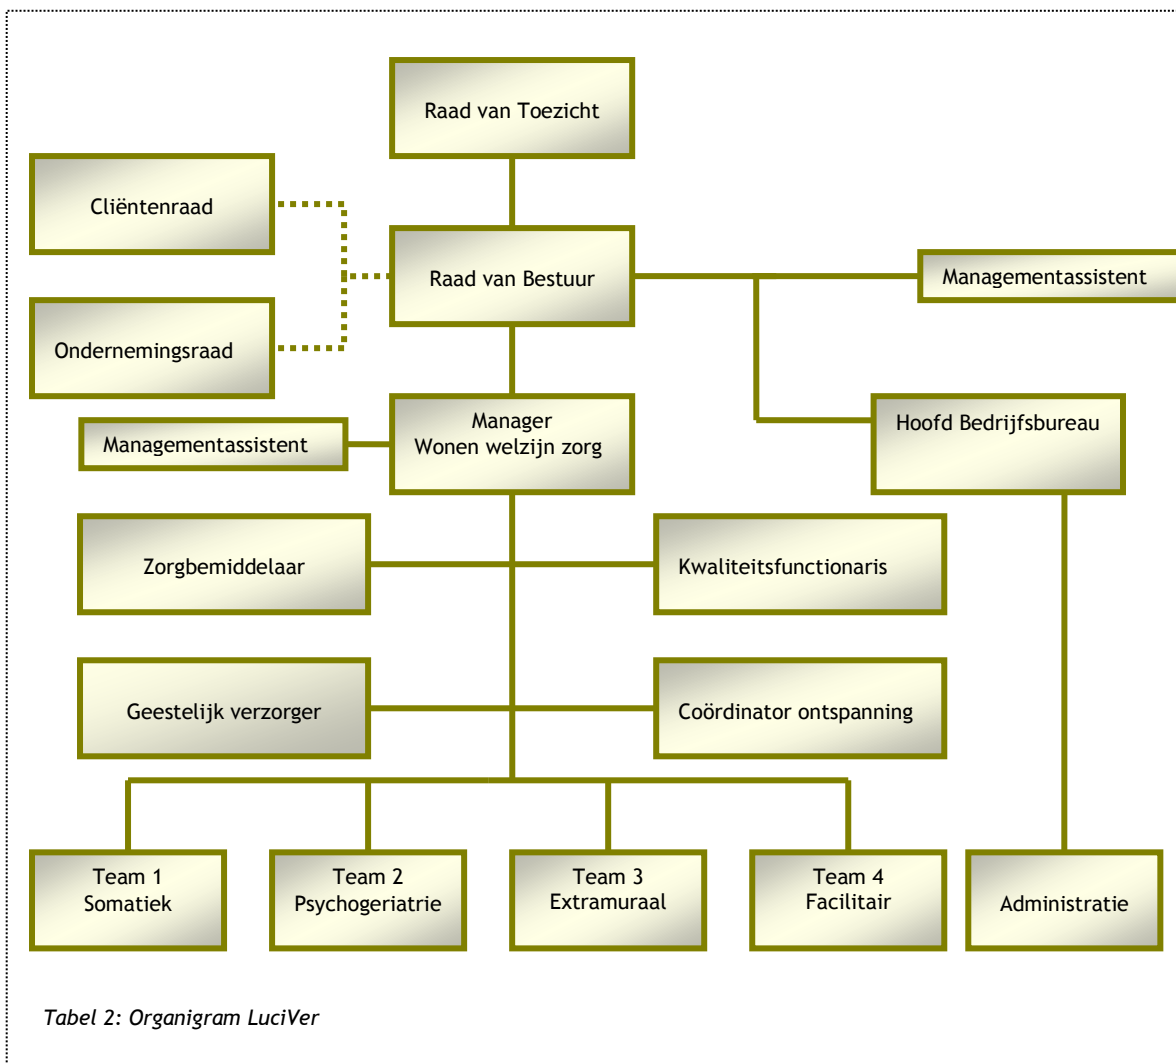 Raad van Toezicht
Cliëntenraad
Raad van Bestuur
Managementassistent
Ondernemingsraad
Manager
Wonen welzijn zorg
Managementassistent
Hoofd Bedrijfsbureau
Zorgbemiddelaar
Kwaliteitsfunctionaris
Geestelijk verzorger
Coördinator ontspanning
Team 1
Somatiek
Team 2
Psychogeriatrie
Team 3
Extramuraal
Team 4
Facilitair
Administratie
Tabel 2: Organigram LuciVer